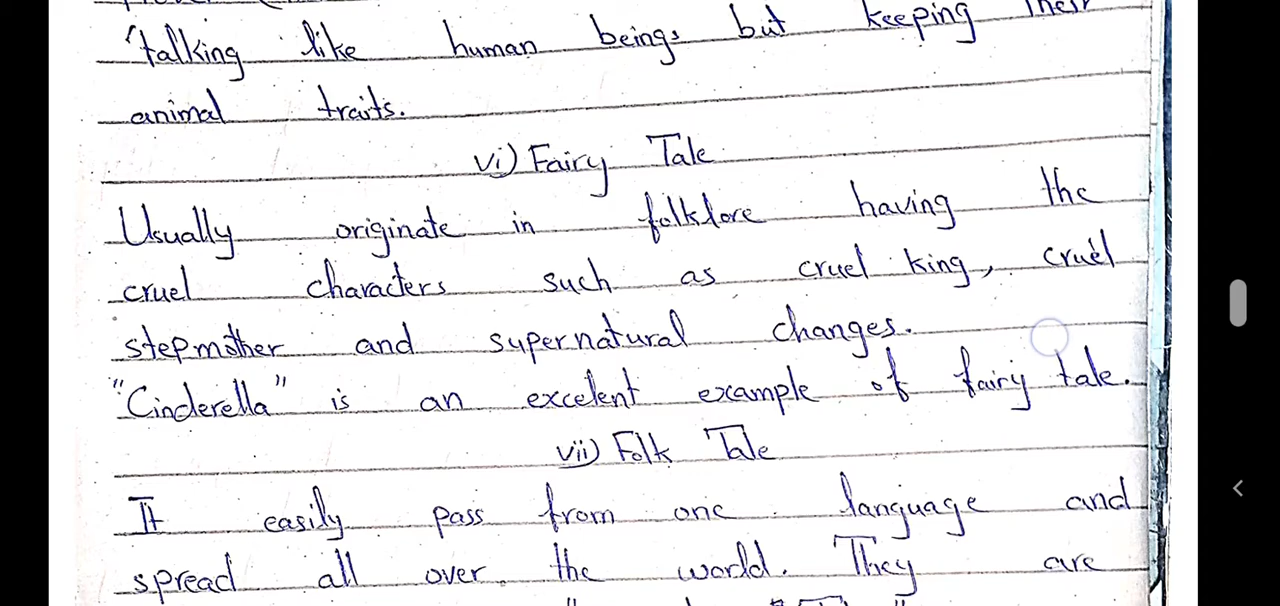 talking like human beings but keeping their
animal traits.
vi) Fairy Tale
Usually originate in folklore having the
cruel characters such as cruel king, cruel
stepmother and supernatural changes.
"Cinderella" is an excelent example of fairy tale.
vii) Folk Tale
It easily pass from one language and
spread all over the world. They are